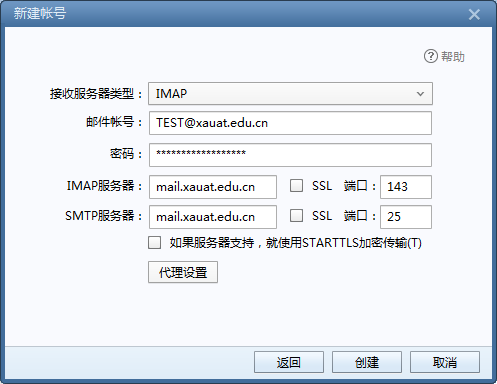 新建帐号
帮助
接收服务器类型： IMAP
邮件帐号： TEST@xauat.edu.cn
密码： ******************
IMAP服务器： mail.xauat.edu.cn SSL 端口： 143
SMTP服务器： mail.xauat.edu.cn SSL 端口： 25
如果服务器支持，就使用STARTTLS加密传输(T)
代理设置
返回 创建 取消